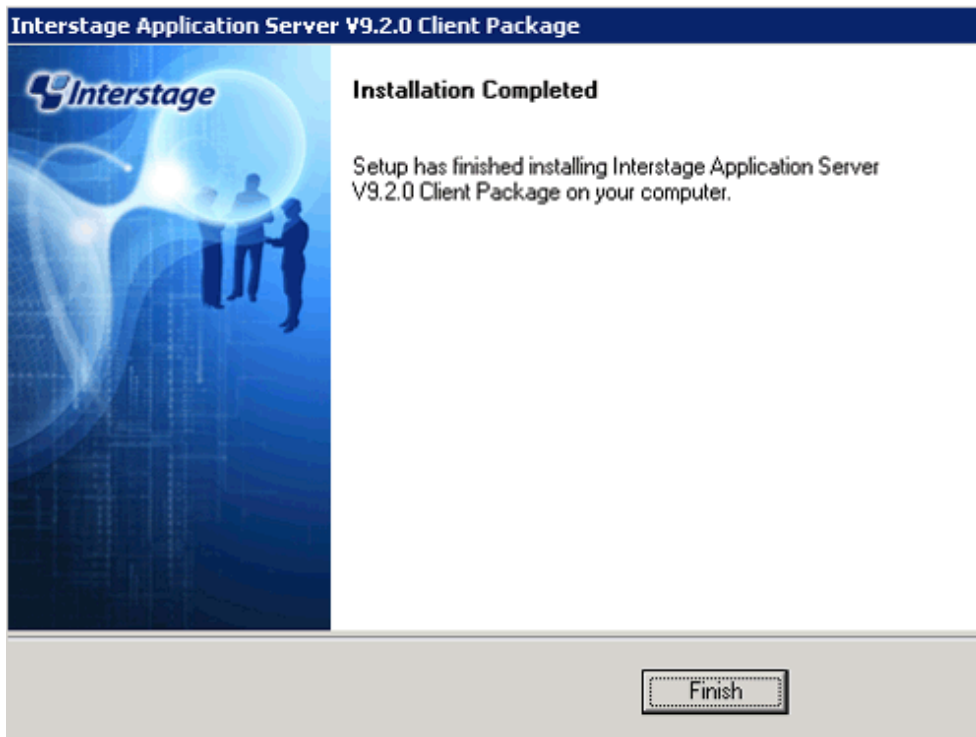 Interstage Application Server V9.2.0 Client Package
Interstage
Installation Completed
Setup has finished installing Interstage Application Server
V9.2.0 Client Package on your computer.
Finish